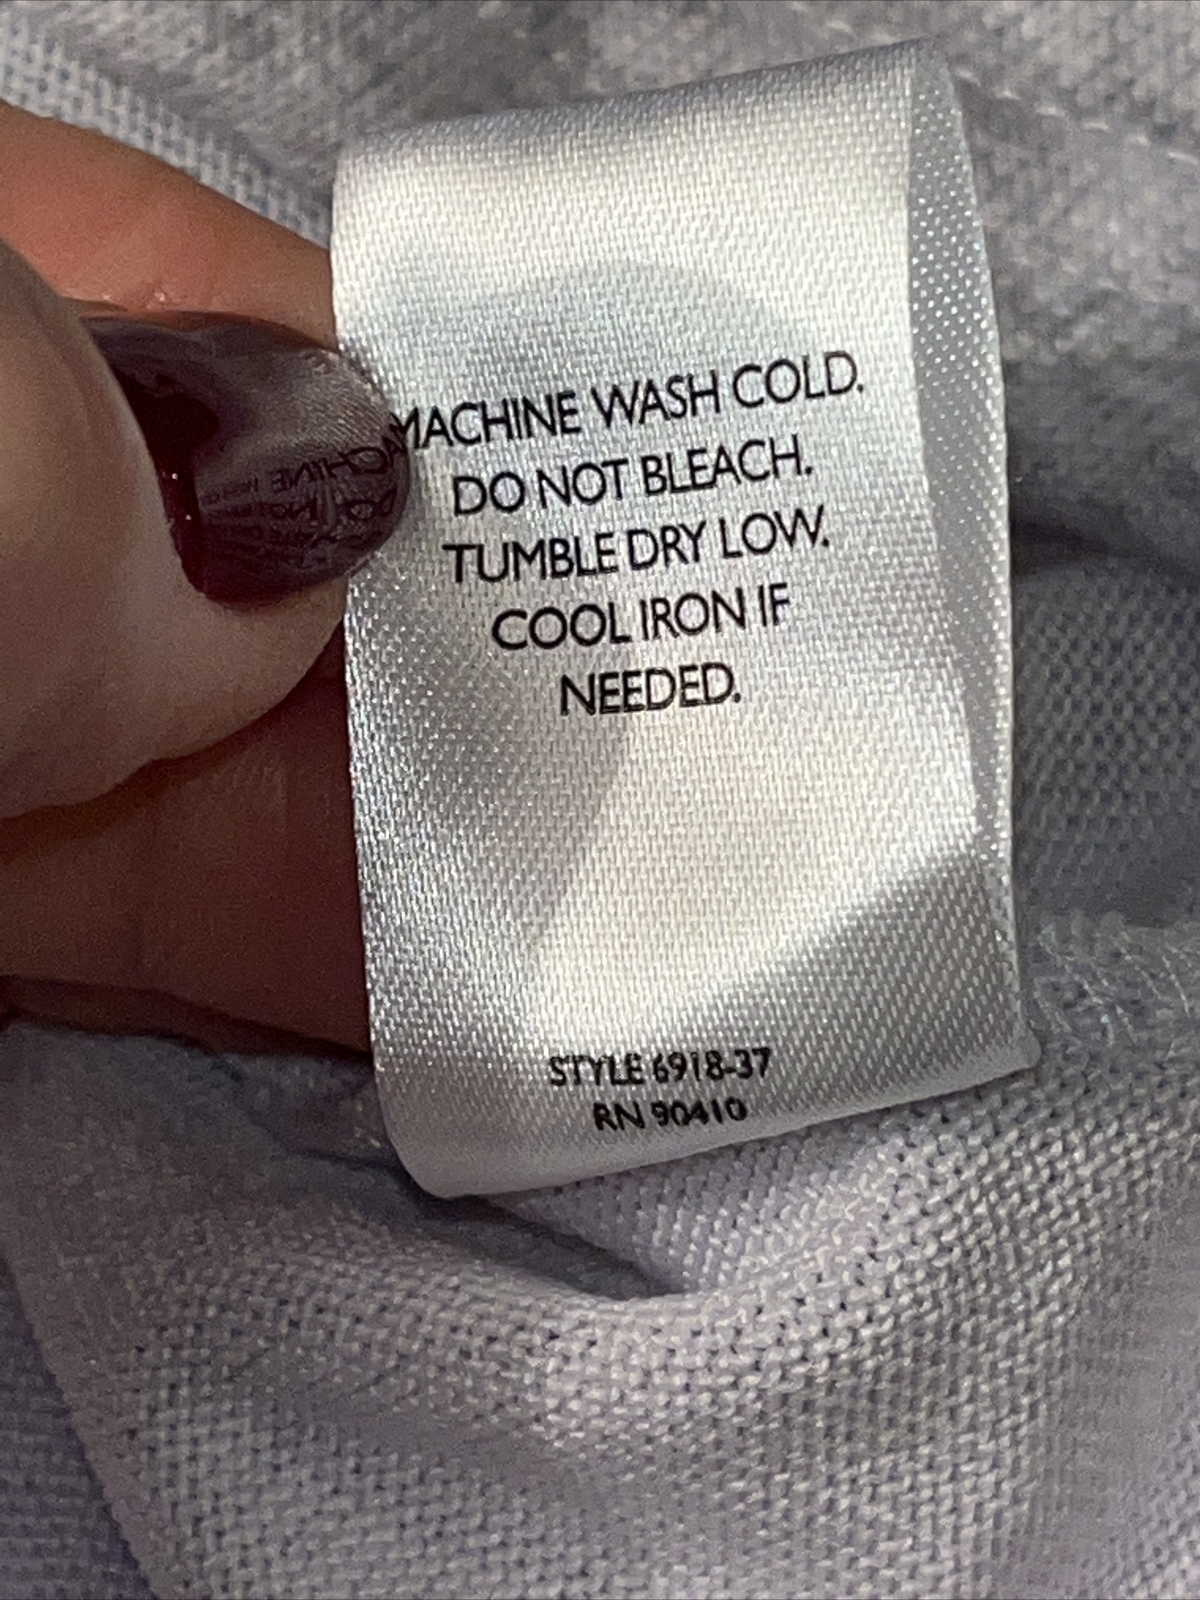 MACHINE WASH COLD.
DO NOT BLEACH.
TUMBLE DRY LOW.
COOL IRON IF
NEEDED.
STYLE 6918-37
RN 90410